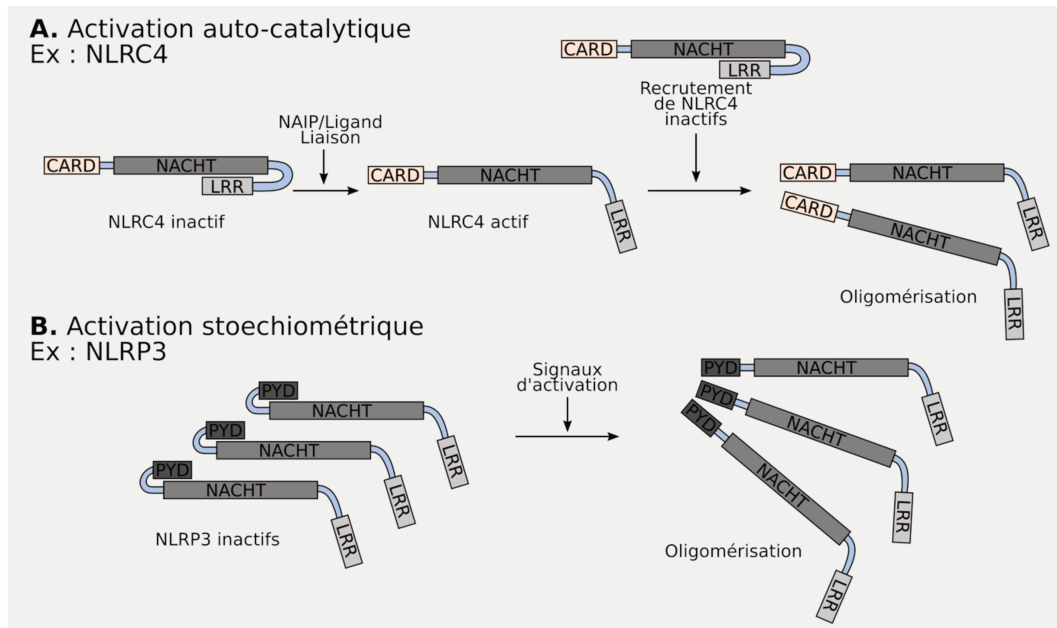 A. Activation auto-catalytique
Ex : NLRC4
CARD NACHT
LRR
Recrutement
de NLRC4
inactifs
NAIP/Ligand
Liaison
CARD NACHT
LRR
NLRC4 inactif
CARD NACHT
LRR
NLRC4 actif
CARD NACHT
LRR
CARD
NACHT
LRR
Oligomérisation
B. Activation stoechiométrique
Ex : NLRP3
PYD
NACHT
LRR
PYD
NACHT
LRR
PYD
NACHT
LRR
NLRP3 inactifs
Signaux
d'activation
PYD NACHT
LRR
PYD
NACHT
LRR
PYD
NACHT
LRR
Oligomérisation